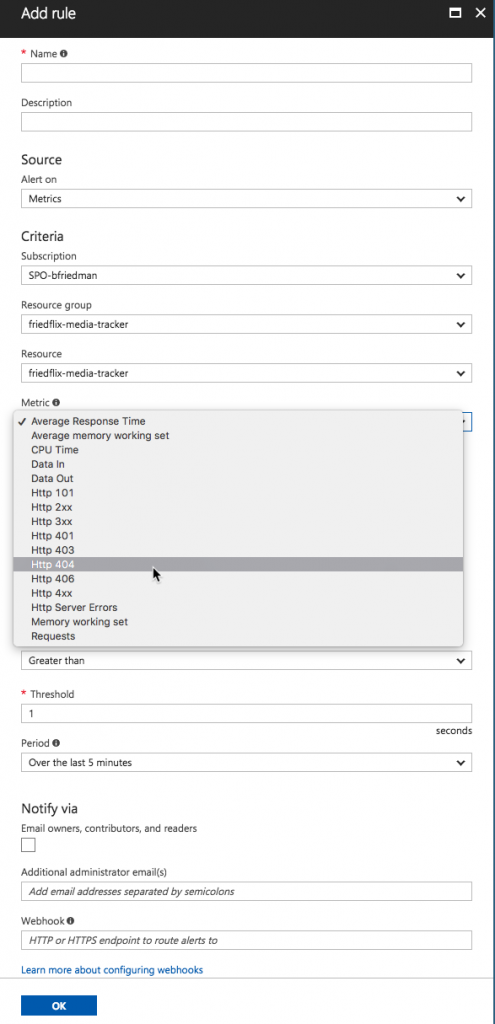 Add rule
* Name
Description
Source
Alert on
Metrics
Criteria
Subscription
SPO-bfriedman
Resource group
friedflix-media-tracker
Resource
friedflix-media-tracker
Metric
✓ Average Response Time
Average memory working set
CPU Time
Data In
Data Out
Http 101
Http 2xx
Http 3xx
Http 401
Http 403
Http 404
Http 406
Http 4xx
Http Server Errors
Memory working set
Requests
Greater than
* Threshold
1
seconds
Period
Over the last 5 minutes
Notify via
Email owners, contributors, and readers
Additional administrator email(s)
Add email addresses separated by semicolons
Webhook
HTTP or HTTPS endpoint to route alerts to
Learn more about configuring webhooks
OK